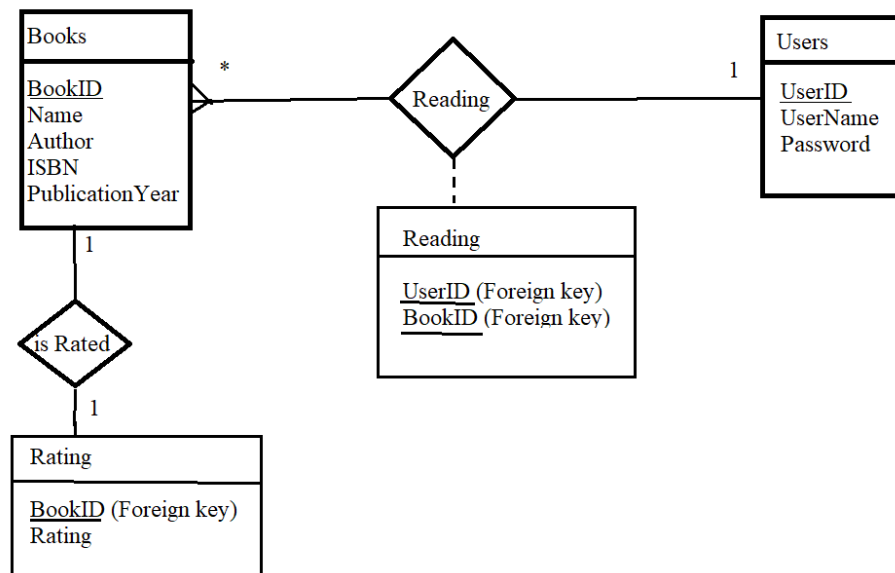 Books
BookID
Name
Author
ISBN
PublicationYear
*
Reading
1
Users
UserID
UserName
Password
Reading
UserID (Foreign key)
BookID (Foreign key)
1
is Rated
1
Rating
BookID (Foreign key)
Rating